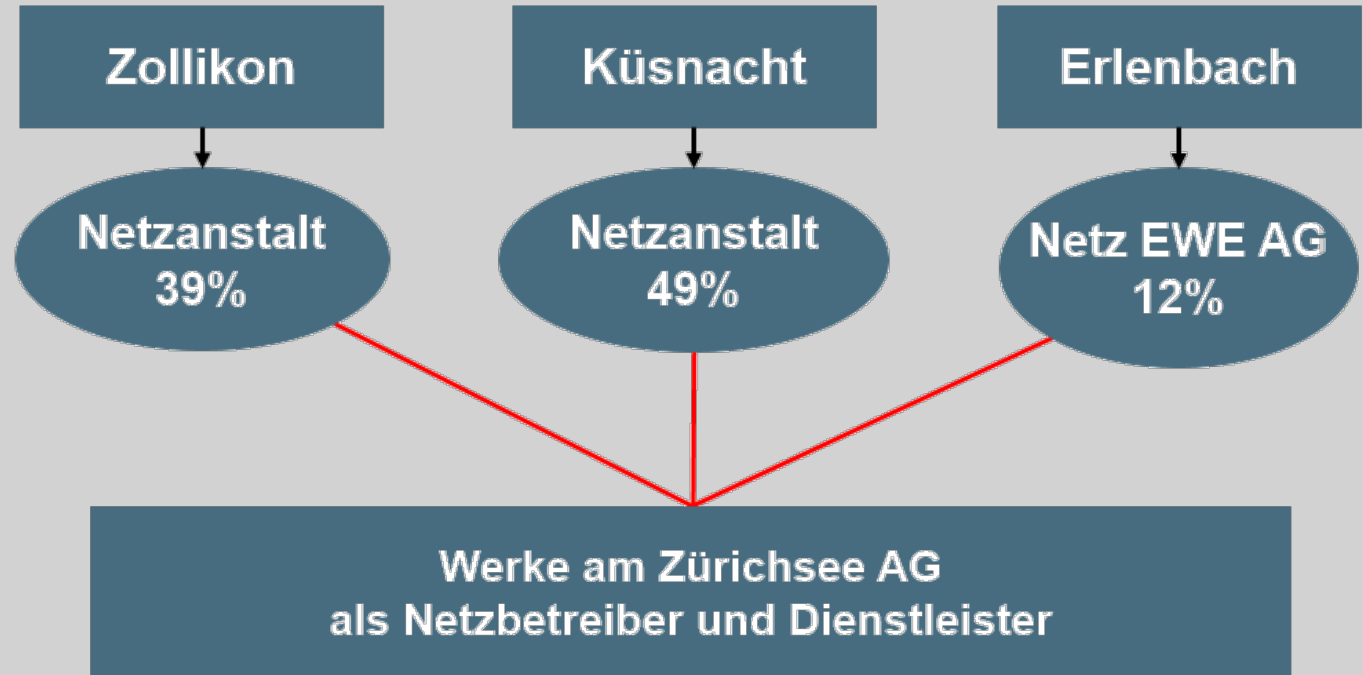 Zollikon
Küsnacht
Erlenbach
Netzanstalt
39%
Netzanstalt
49%
Netz EWE AG
12%
Werke am Zürichsee AG
als Netzbetreiber und Dienstleister